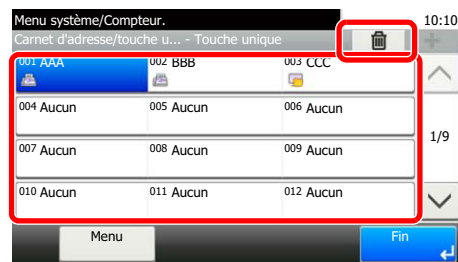 Menu système/Compteur. 10:10
Carnet d'adresse/touche u... - Touche unique
001 AAA 002 BBB 003 CCC
004 Aucun 005 Aucun 006 Aucun
1/9
007 Aucun 008 Aucun 009 Aucun
010 Aucun 011 Aucun 012 Aucun
Menu Fin